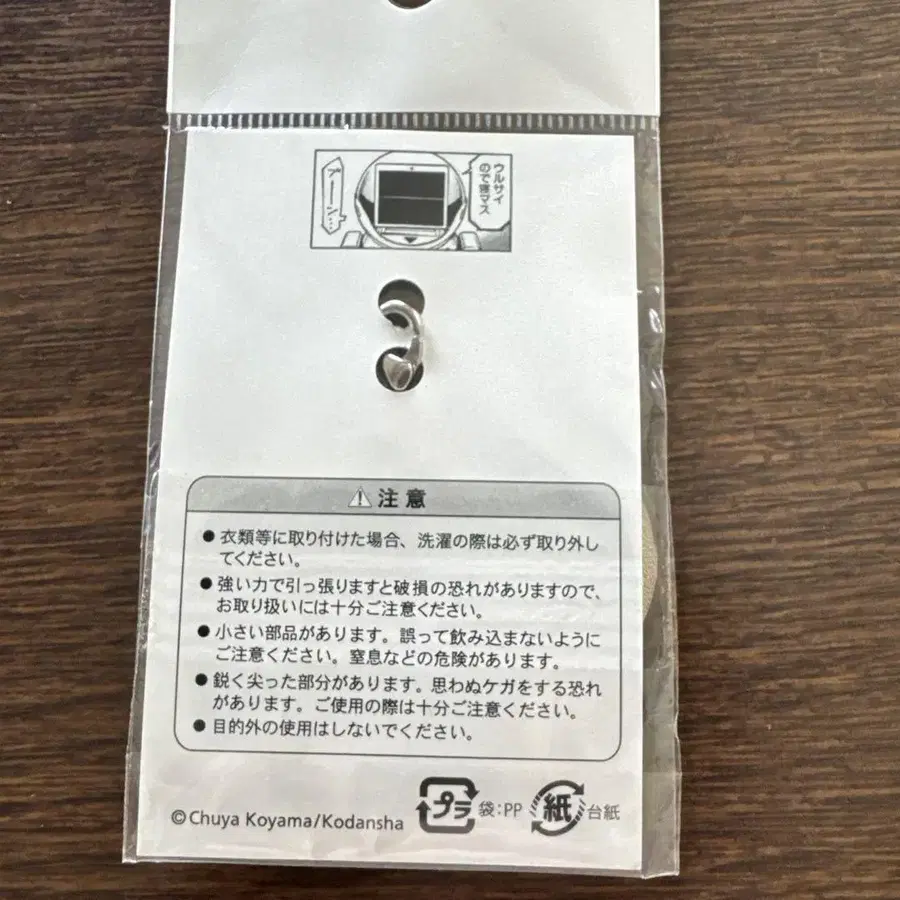 ウルサイ
ので寝マス
ブーーン…
注意
●衣類等に取り付けた場合、洗濯の際は必ず取り外し
てください。
●強い力で引っ張りますと破損の恐れがありますので、
お取り扱いには十分ご注意ください。
●小さい部品があります。誤って飲み込まないように
ご注意ください。窒息などの危険があります。
●鋭く尖った部分があります。思わぬケガをする恐れ
があります。ご使用の際は十分ご注意ください。
●目的外の使用はしないでください。
©Chuya Koyama/Kodansha
プラ 袋:PP 紙 台紙